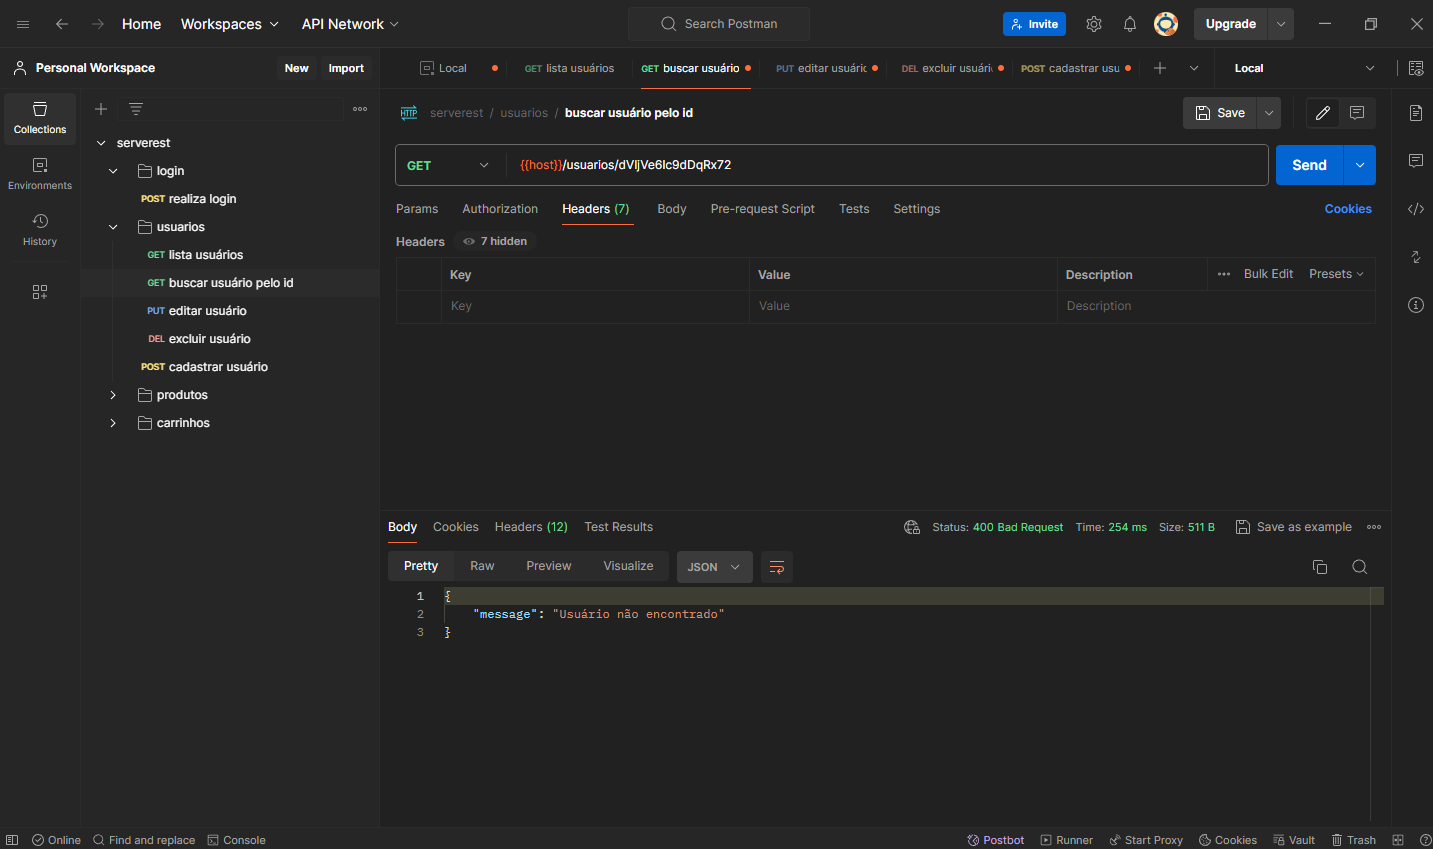 Home Workspaces API Network Search Postman Invite Upgrade
Personal Workspace New Import
Local GET lista usuários GET buscar usuário PUT editar usuário DEL excluir usuári POST cadastrar usu Local
Collections
Environments
History
serverest
login
POST realiza login
usuarios
GET lista usuários
GET buscar usuário pelo id
PUT editar usuário
DEL excluir usuário
POST cadastrar usuário
produtos
carrinhos
HTTP serverest / usuarios / buscar usuário pelo id Save
GET {{host}}/usuarios/dVljVe6lc9dDqRx72 Send
Params Authorization Headers (7) Body Pre-request Script Tests Settings Cookies
Headers 7 hidden
Key Value Description Bulk Edit Presets
Key Value Description
Body Cookies Headers (12) Test Results Status: 400 Bad Request Time: 254 ms Size: 511 B Save as example
Pretty Raw Preview Visualize JSON
1 {
2 "message": "Usuário não encontrado"
3 }
Online Find and replace Console Postbot Runner Start Proxy Cookies Vault Trash